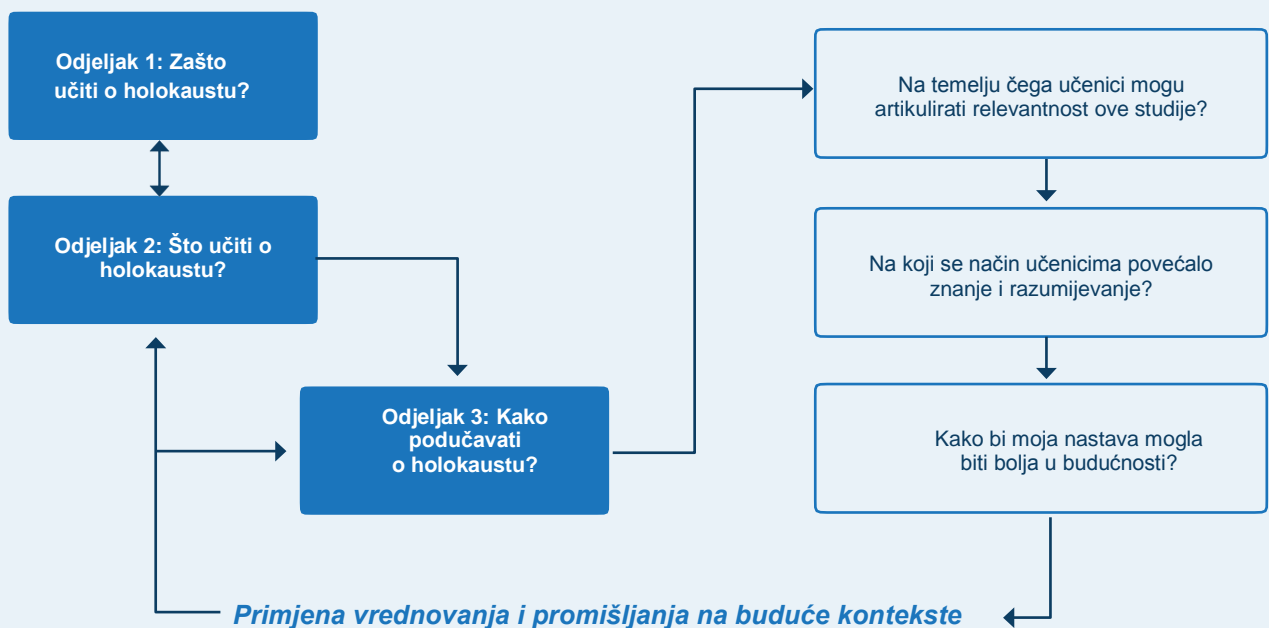 Odjeljak 1: Zašto
učiti o holokaustu?
Odjeljak 2: Što učiti o
holokaustu?
Odjeljak 3: Kako
podučavati
o holokaustu?
Na temelju čega učenici mogu
artikulirati relevantnost ove studije?
Na koji se način učenicima povećalo
znanje i razumijevanje?
Kako bi moja nastava mogla
biti bolja u budućnosti?
Primjena vrednovanja i promišljanja na buduće kontekste